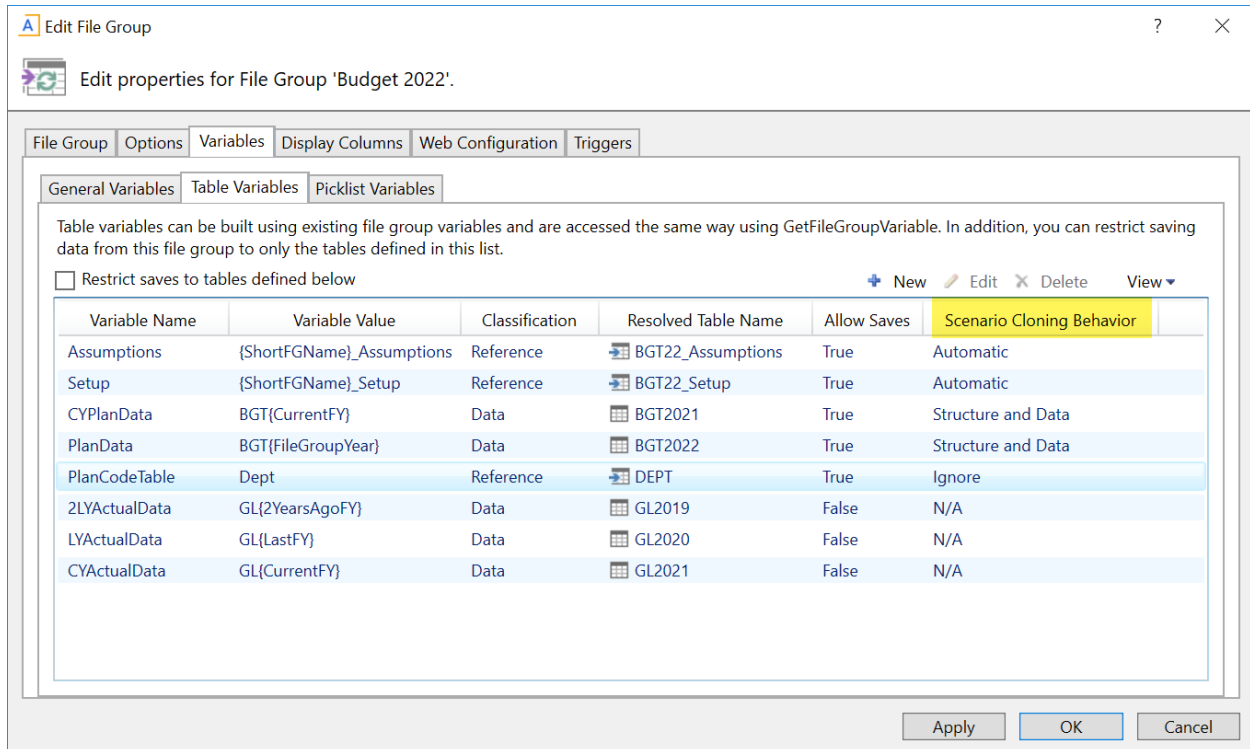 A Edit File Group ?
Edit properties for File Group 'Budget 2022'.
File Group Options Variables Display Columns Web Configuration Triggers
General Variables Table Variables Picklist Variables
Table variables can be built using existing file group variables and are accessed the same way using GetFileGroupVariable. In addition, you can restrict saving
data from this file group to only the tables defined in this list.
Restrict saves to tables defined below New Edit Delete View
Variable Name Variable Value Classification Resolved Table Name Allow Saves Scenario Cloning Behavior
Assumptions {ShortFGName}_Assumptions Reference BGT22_Assumptions True Automatic
Setup {ShortFGName}_Setup Reference BGT22_Setup True Automatic
CYPlanData BGT{CurrentFY} Data BGT2021 True Structure and Data
PlanData BGT{FileGroupYear} Data BGT2022 True Structure and Data
PlanCodeTable Dept Reference DEPT True Ignore
2LYActualData GL{2YearsAgoFY} Data GL2019 False N/A
LYActualData GL{LastFY} Data GL2020 False N/A
CYActualData GL{CurrentFY} Data GL2021 False N/A
Apply OK Cancel